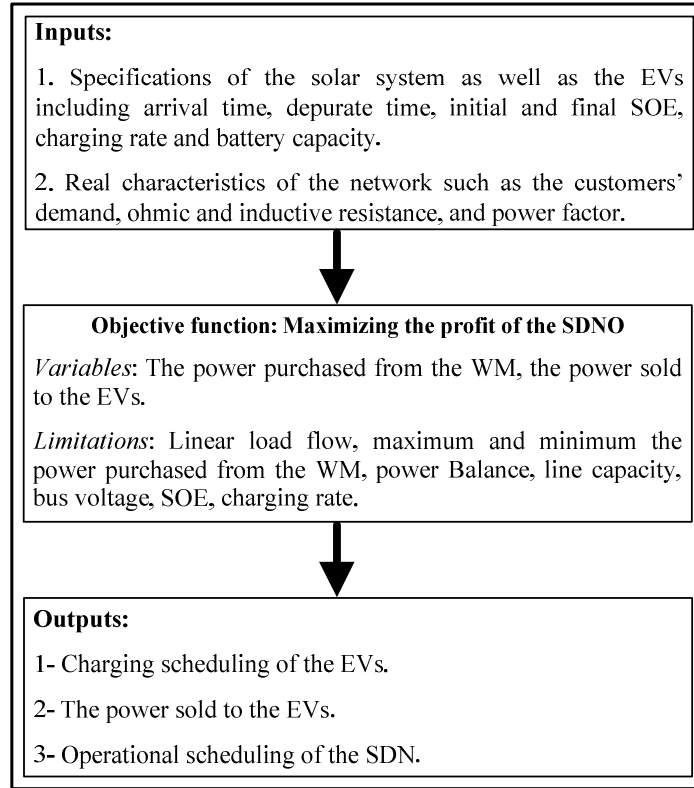 Inputs:
1. Specifications of the solar system as well as the EVs
including arrival time, depurate time, initial and final SOE,
charging rate and battery capacity.
2. Real characteristics of the network such as the customers’
demand, ohmic and inductive resistance, and power factor.
Objective function: Maximizing the profit of the SDNO
Variables: The power purchased from the WM, the power sold
to the EVs.
Limitations: Linear load flow, maximum and minimum the
power purchased from the WM, power Balance, line capacity,
bus voltage, SOE, charging rate.
Outputs:
1- Charging scheduling of the EVs.
2- The power sold to the EVs.
3- Operational scheduling of the SDN.